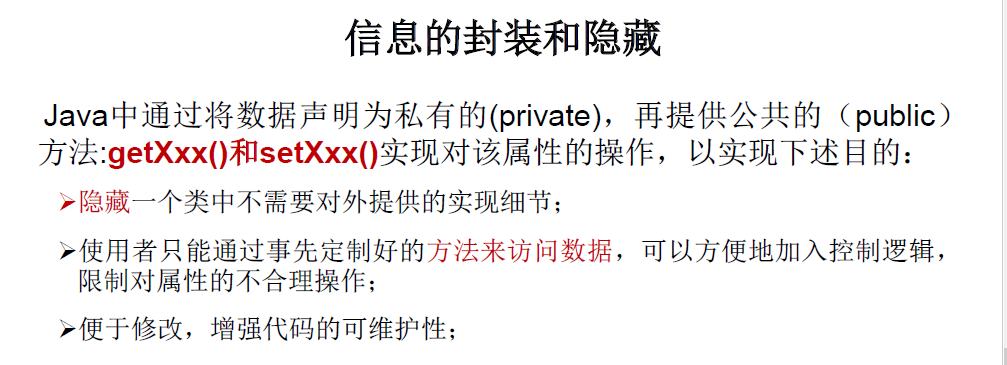 信息的封装和隐藏
Java中通过将数据声明为私有的(private)，再提供公共的（public）
方法:getXxx()和setXxx()实现对该属性的操作，以实现下述目的：
➢隐藏一个类中不需要对外提供的实现细节；
➢使用者只能通过事先定制好的方法来访问数据，可以方便地加入控制逻辑，
限制对属性的不合理操作；
➢便于修改，增强代码的可维护性；